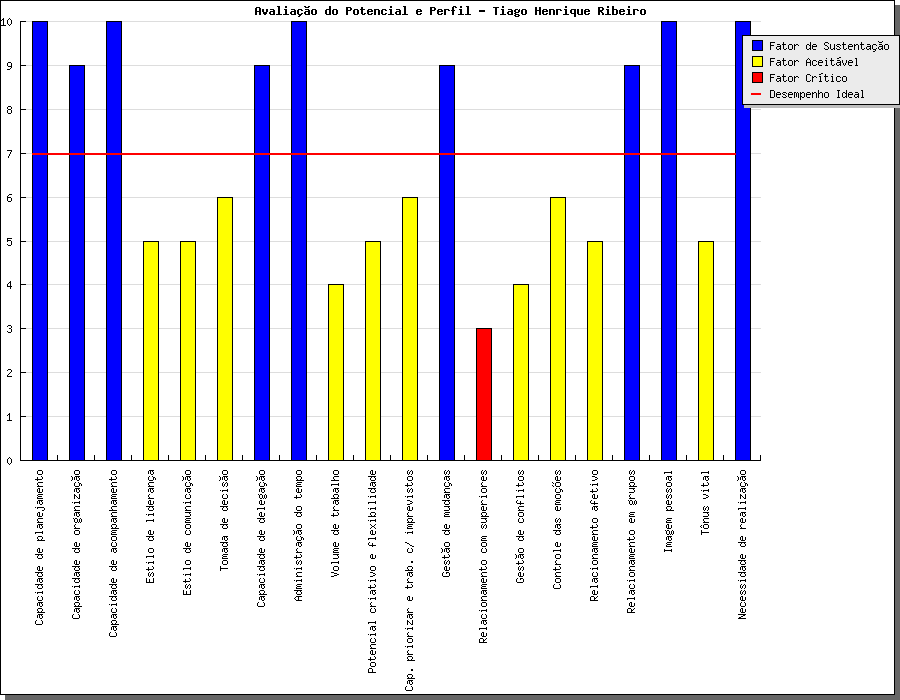 Avaliação do Potencial e Perfil - Tiago Henrique Ribeiro
Fator de Sustentação
Fator Aceitável
Fator Crítico
Desempenho Ideal
10
9
8
7
6
5
4
3
2
1
0
Capacidade de planejamento
Capacidade de organização
Capacidade de acompanhamento
Estilo de liderança
Estilo de comunicação
Tomada de decisão
Capacidade de delegação
Administração do tempo
Volume de trabalho
Potencial criativo e flexibilidade
Cap. priorizar e trab. c/ imprevistos
Gestão de mudanças
Relacionamento com superiores
Gestão de conflitos
Controle das emoções
Relacionamento afetivo
Relacionamento em grupos
Imagem pessoal
Tônus vital
Necessidade de realização